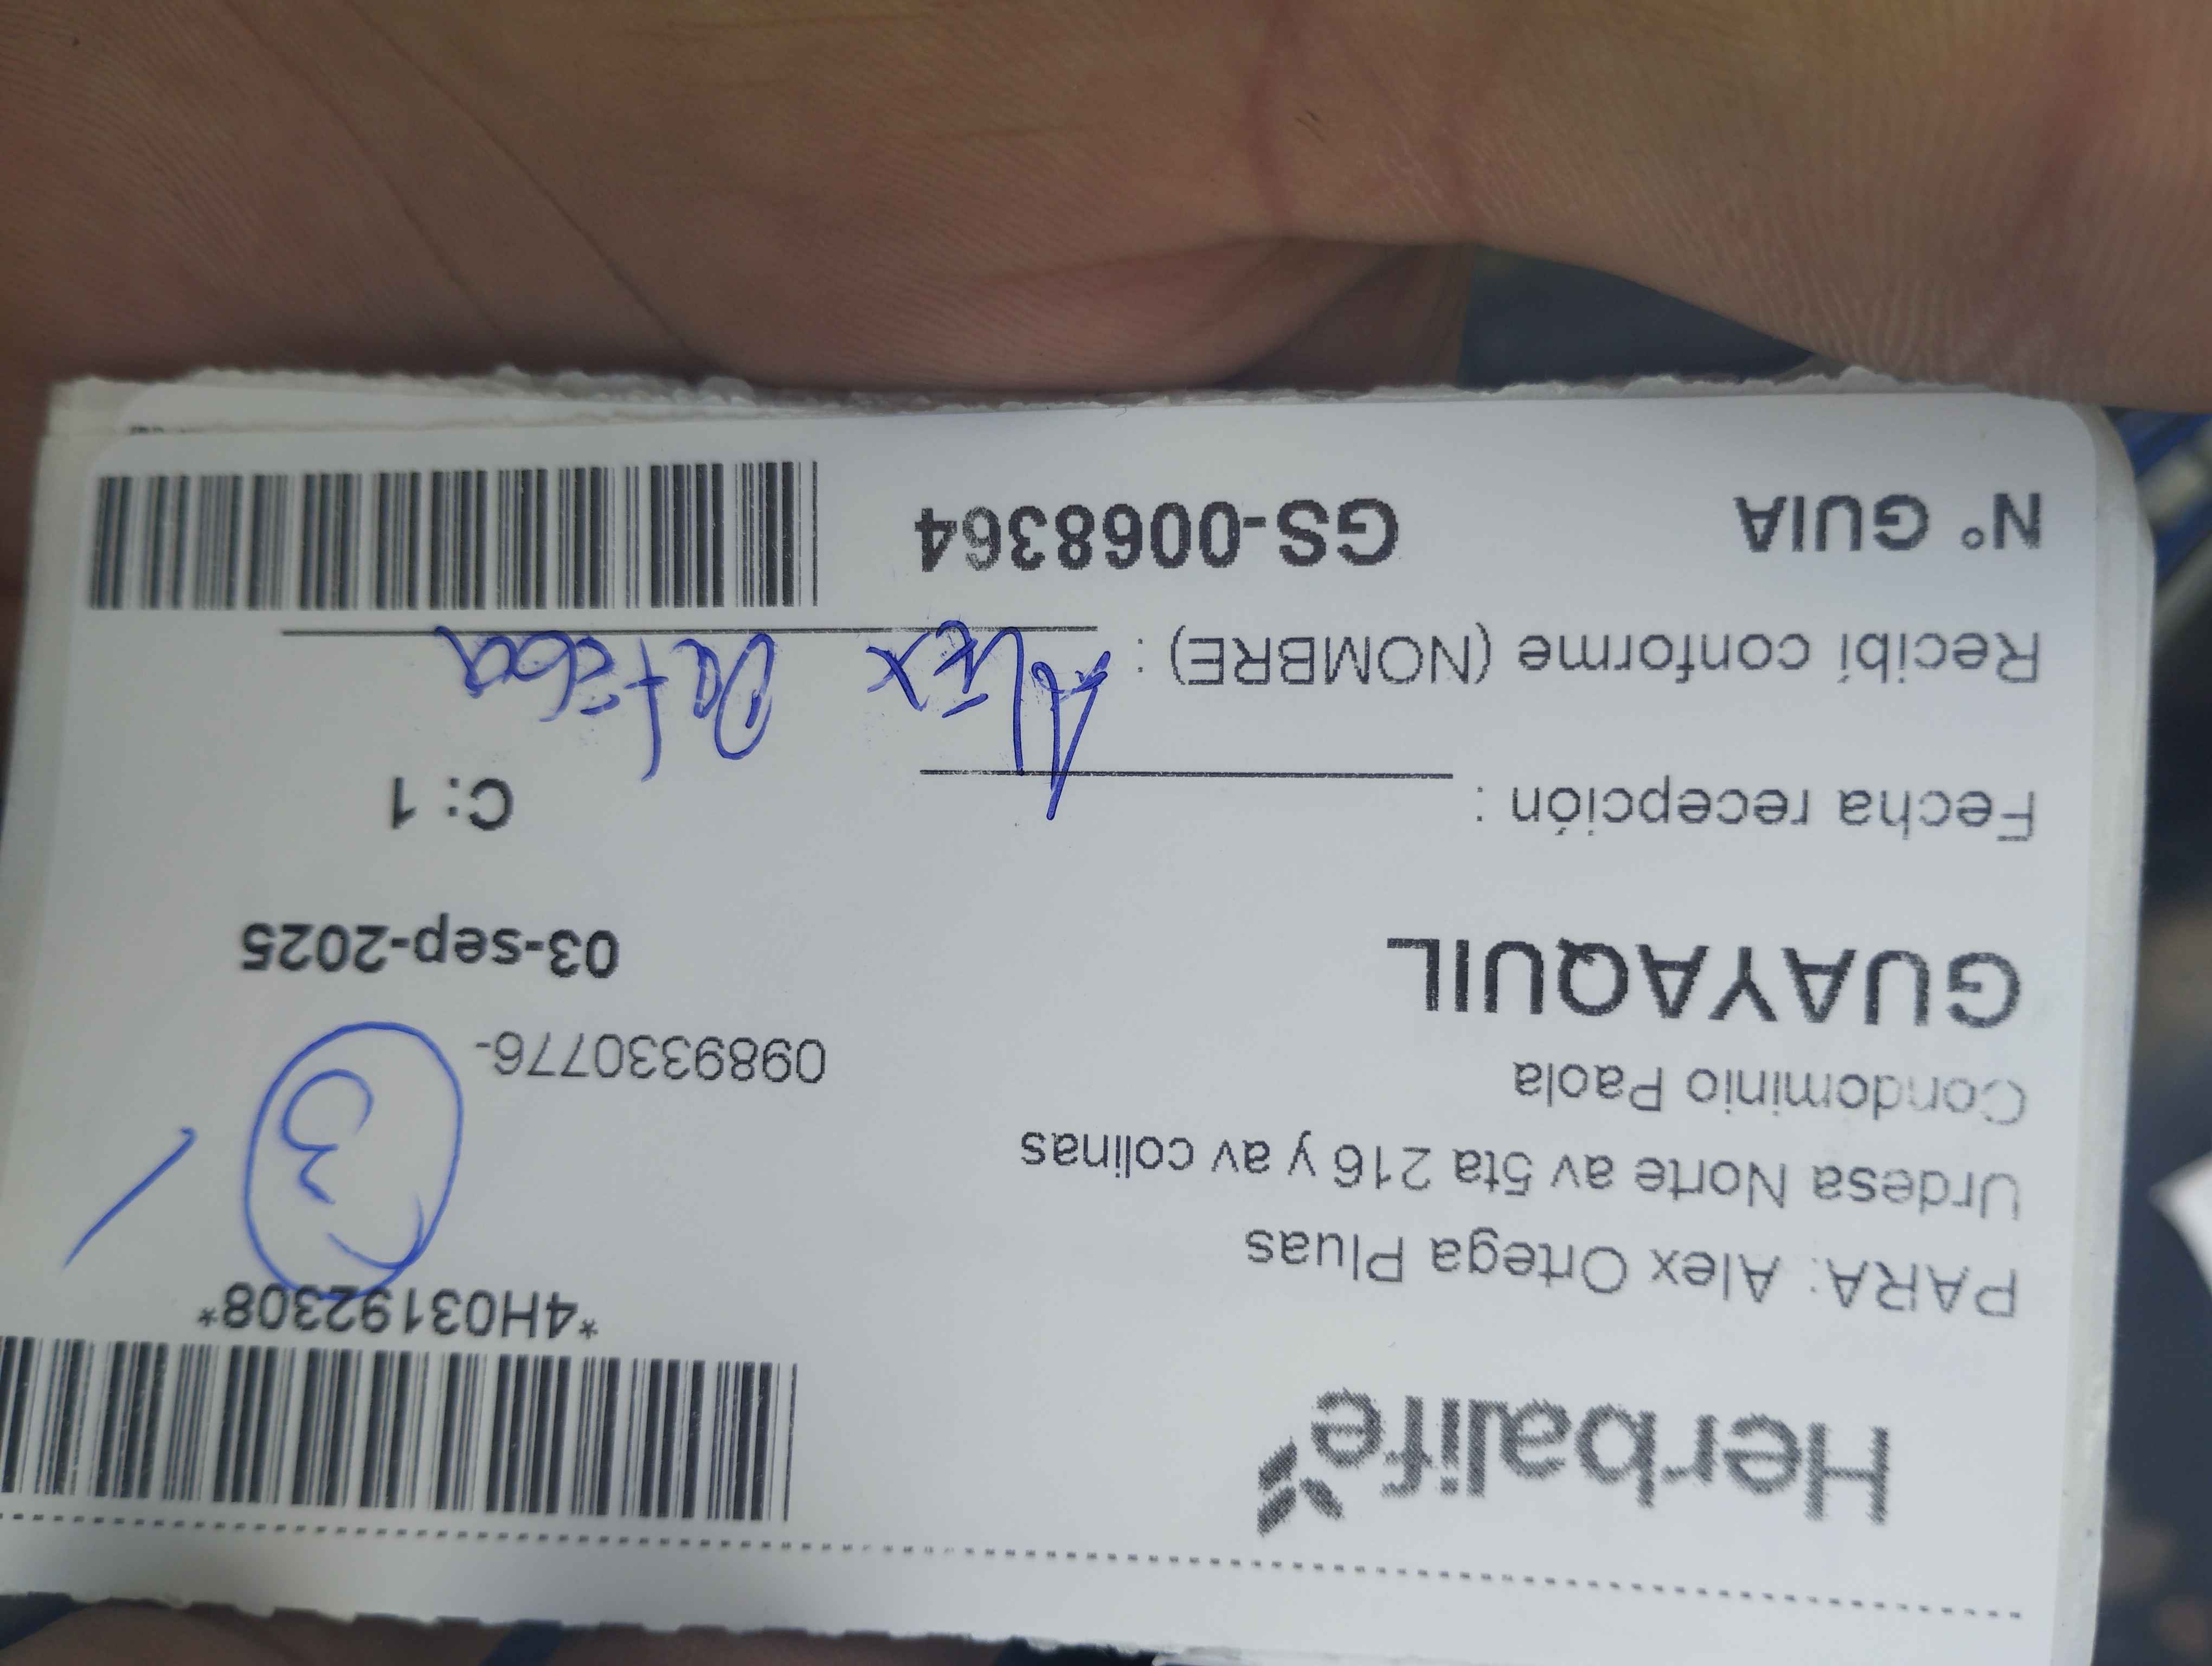 Herbalife
*4H03192308*
PARA: Alex Ortega Pluas
Urdesa Norte av 5ta 216 y av colinas
Condominio Paola
0989330776-
3
GUAYAQUIL
03-sep-2025
Fecha recepción :
C: 1
Recibí conforme (NOMBRE) : Alex
N° GUIA GS-0068364